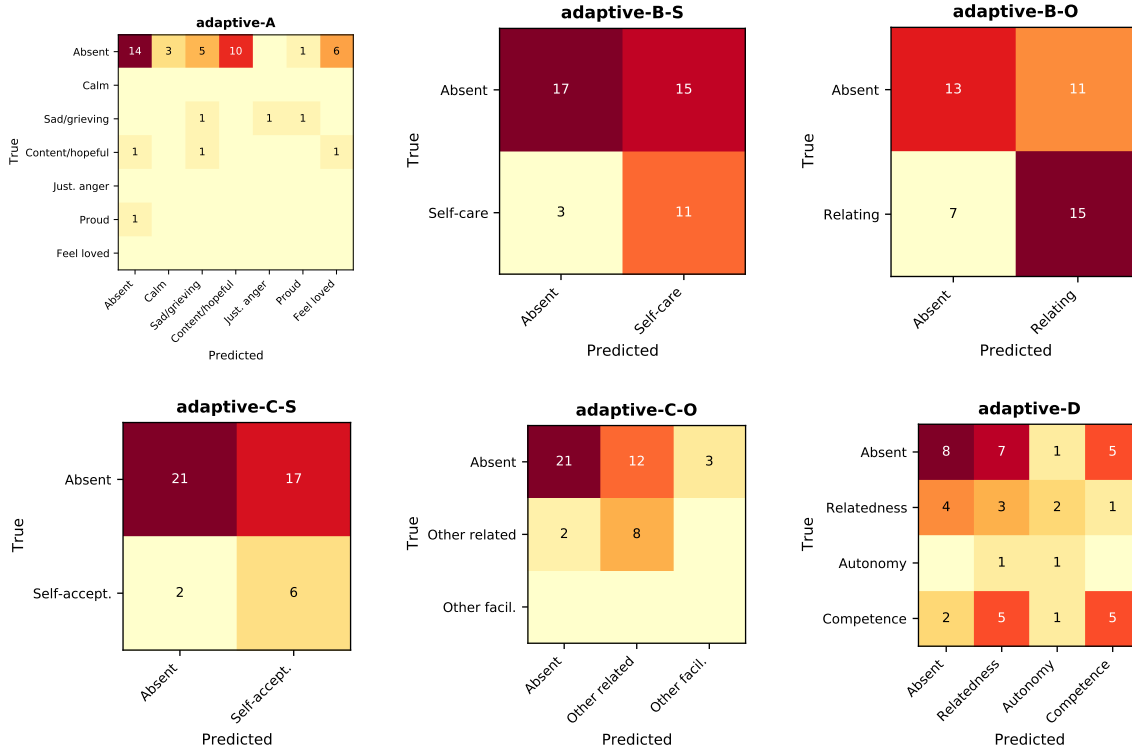 adaptive-A
True
Absent 14 3 5 10 1 6
Calm
Sad/grieving 1 1 1
Content/hopeful 1 1 1
Just. anger
Proud 1
Feel loved
Absent Calm Sad/grieving Content/hopeful Just. anger Proud Feel loved
Predicted
adaptive-B-S
True
Absent 17 15
Self-care 3 11
Absent Self-care
Predicted
adaptive-B-O
True
Absent 13 11
Relating 7 15
Absent Relating
Predicted
adaptive-C-S
True
Absent 21 17
Self-accept. 2 6
Absent Self-accept.
Predicted
adaptive-C-O
True
Absent 21 12 3
Other related 2 8
Other facil.
Absent Other related Other facil.
Predicted
adaptive-D
True
Absent 8 7 1 5
Relatedness 4 3 2 1
Autonomy 1 1
Competence 2 5 1 5
Absent Relatedness Autonomy Competence
Predicted